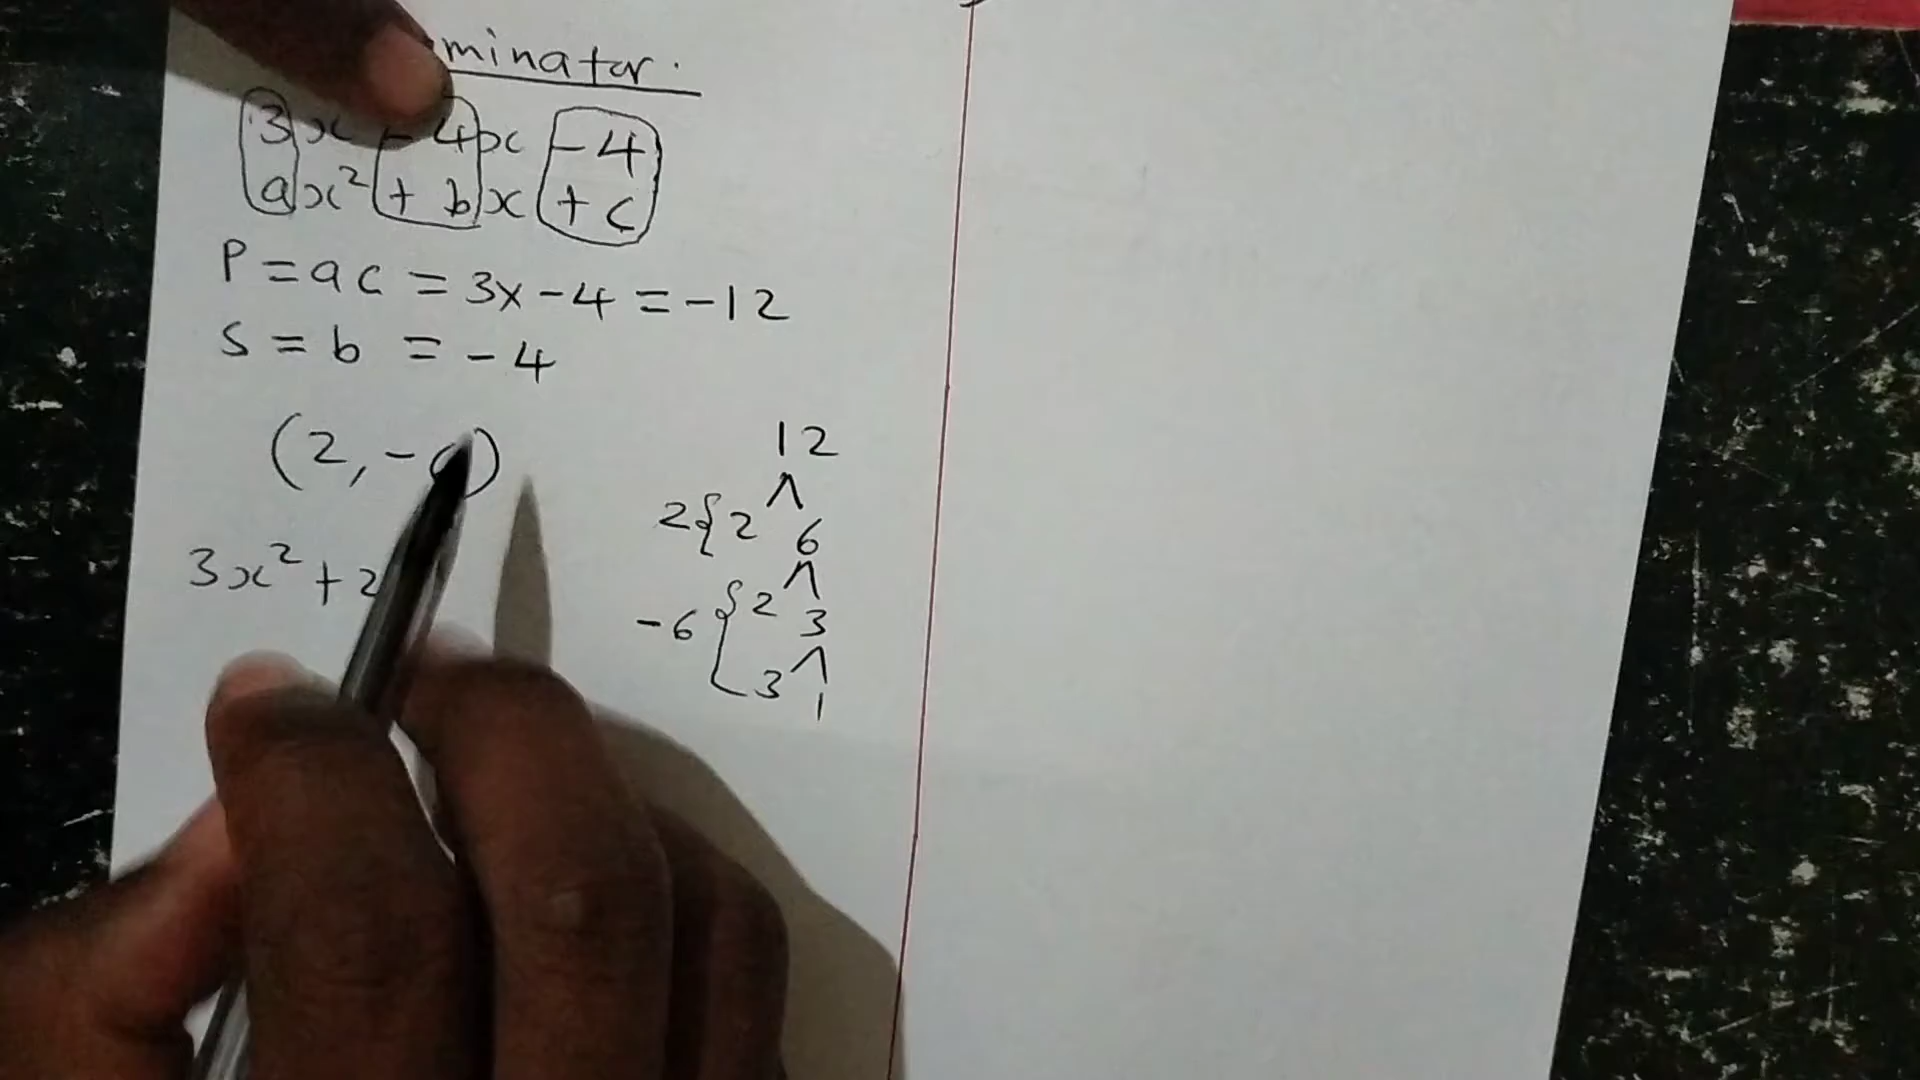 minator.
3x - 4x - 4
ax² + bx + c
P = ac = 3x - 4 = -12
S = b = -4
(2, - )
3x² + 2
12
2 { 2 6
-6 { 2 3
3 1